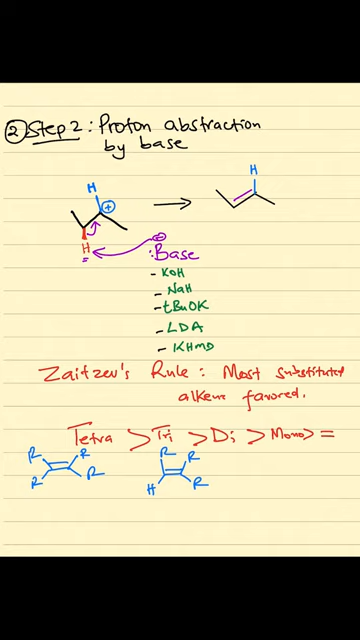 ② Step 2: Proton abstraction
by base
H
H
⊕
→
H
⊖
:Base
- KOH
- NaH
- tBuOK
- LDA
- KHMD
Zaitzev's Rule: Most substituted
alkene favored.
Tetra > Tri > Di > Mono > =
R R R R
R R H R